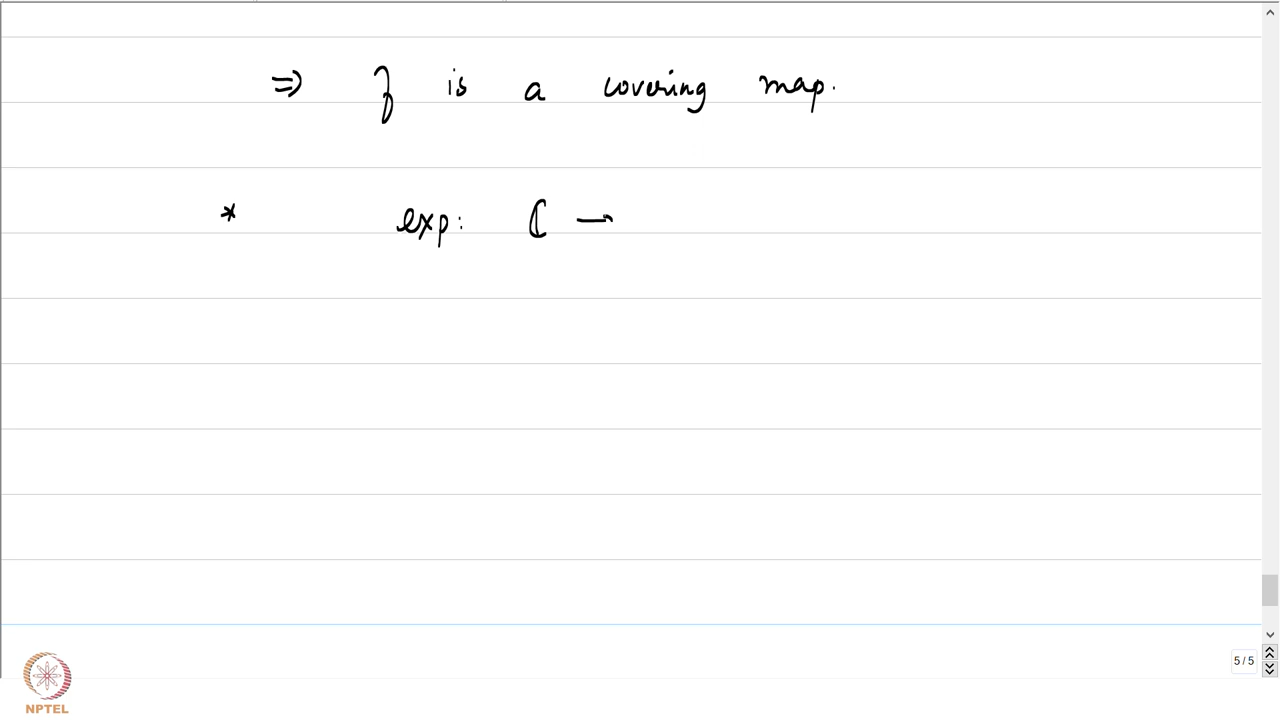 ⇒ f is a covering map.
* exp: ℂ →
5 / 5
NPTEL